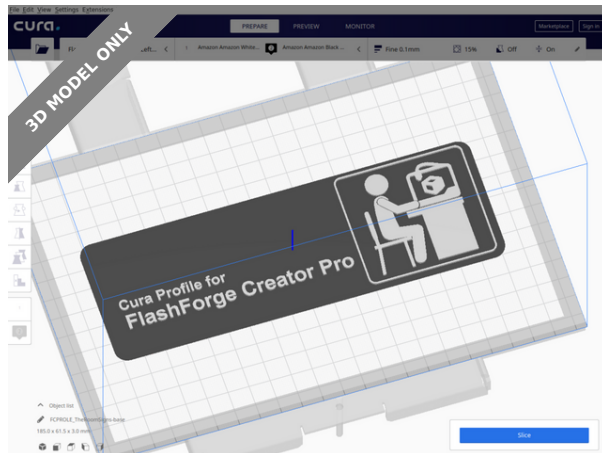 File Edit View Settings Extensions
cura.
PREPARE
PREVIEW
MONITOR
Marketplace
Sign in
Amazon Amazon White...
Amazon Amazon Black ...
Fine 0.1mm
15%
Off
On
3D MODEL ONLY
Cura Profile for
FlashForge Creator Pro
Object list
185.0 x 61.5 x 3.0 mm
Slice